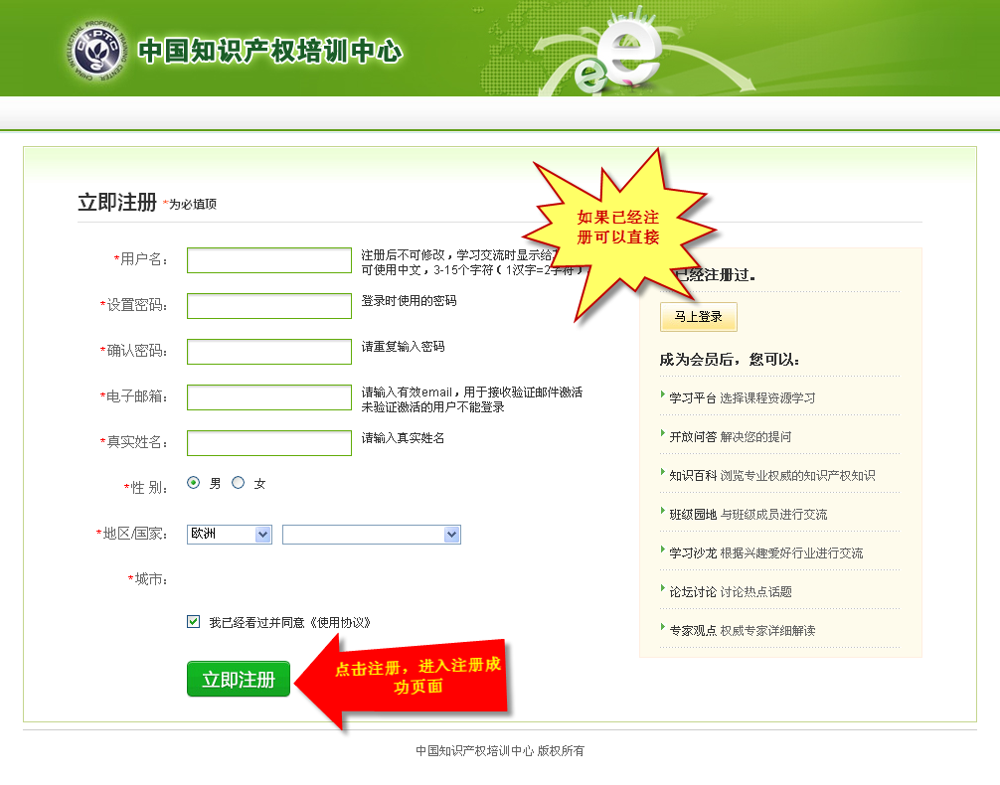 中国知识产权培训中心
立即注册 *为必填项
*用户名：
注册后不可修改，学习交流时显示给
可使用中文，3-15个字符（1汉字=2字符）
*设置密码：
登录时使用的密码
*确认密码：
请重复输入密码
*电子邮箱：
请输入有效email，用于接收验证邮件激活
未验证激活的用户不能登录
*真实姓名：
请输入真实姓名
*性 别：
男 女
*地区/国家：
欧洲
*城市：
我已经看过并同意《使用协议》
立即注册
点击注册，进入注册成
功页面
如果已经注
册可以直接
已经注册过。
马上登录
成为会员后，您可以：
学习平台 选择课程资源学习
开放问答 解决您的提问
知识百科 浏览专业权威的知识产权知识
班级园地 与班级成员进行交流
学习沙龙 根据兴趣爱好行业进行交流
论坛讨论 讨论热点话题
专家观点 权威专家详细解读
中国知识产权培训中心 版权所有